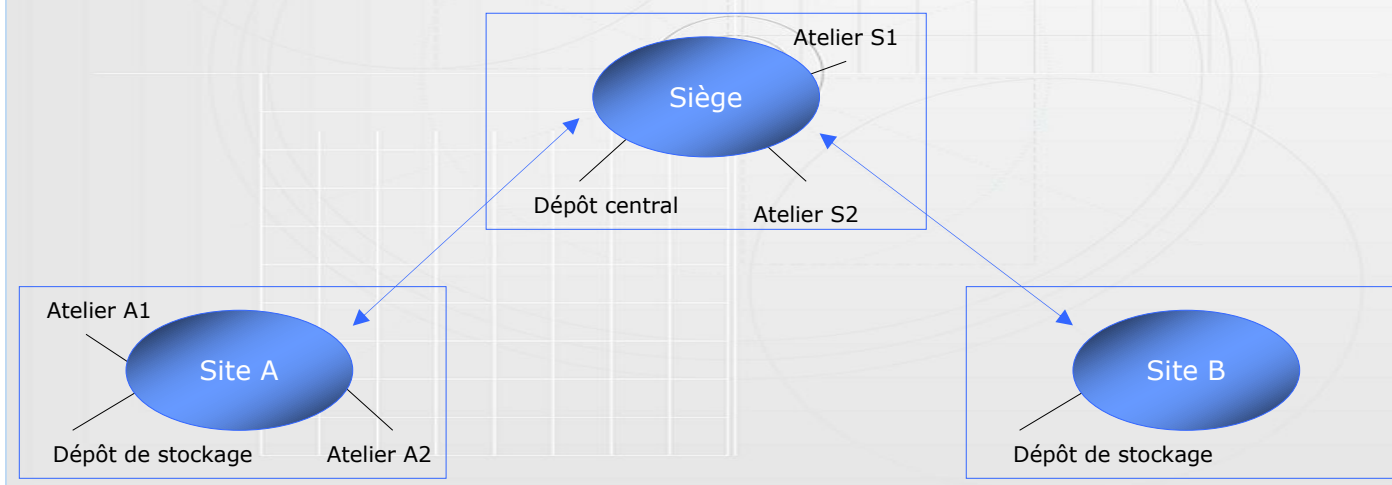 Atelier S1
Siège
Dépôt central
Atelier S2
Atelier A1
Site A
Dépôt de stockage
Atelier A2
Site B
Dépôt de stockage